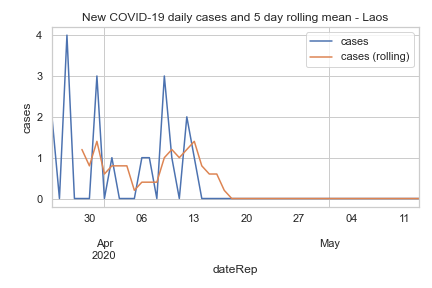 New COVID-19 daily cases and 5 day rolling mean - Laos
cases
cases (rolling)
cases
4
3
2
1
0
30 06 13 20 27 04 11
Apr May
2020
dateRep